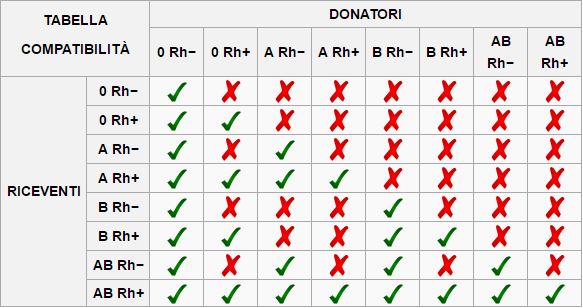 TABELLA COMPATIBILITÀ
DONATORI
0 Rh− 0 Rh+ A Rh− A Rh+ B Rh− B Rh+ AB Rh− AB Rh+
RICEVENTI
0 Rh− ✓ ✗ ✗ ✗ ✗ ✗ ✗ ✗
0 Rh+ ✓ ✓ ✗ ✗ ✗ ✗ ✗ ✗
A Rh− ✓ ✗ ✓ ✗ ✗ ✗ ✗ ✗
A Rh+ ✓ ✓ ✓ ✓ ✗ ✗ ✗ ✗
B Rh− ✓ ✗ ✗ ✗ ✓ ✗ ✗ ✗
B Rh+ ✓ ✓ ✗ ✗ ✓ ✓ ✗ ✗
AB Rh− ✓ ✗ ✓ ✗ ✓ ✗ ✓ ✗
AB Rh+ ✓ ✓ ✓ ✓ ✓ ✓ ✓ ✓